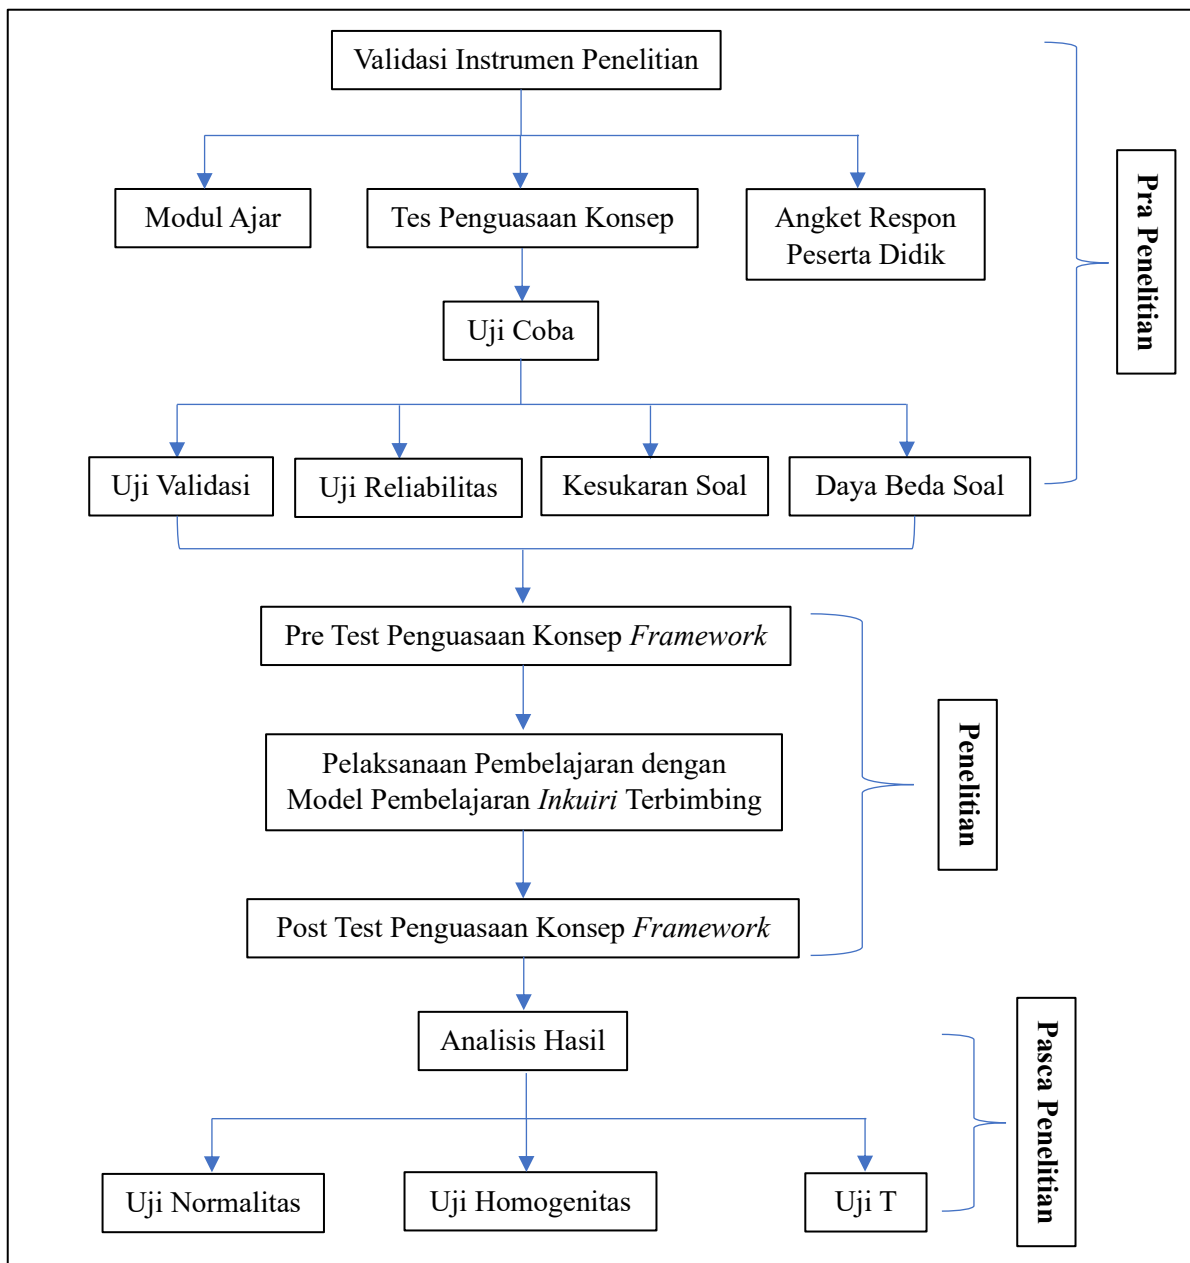 Validasi Instrumen Penelitian
Modul Ajar
Tes Penguasaan Konsep
Angket Respon
Peserta Didik
Pra Penelitian
Uji Coba
Uji Validasi
Uji Reliabilitas
Kesukaran Soal
Daya Beda Soal
Pre Test Penguasaan Konsep Framework
Pelaksanaan Pembelajaran dengan
Model Pembelajaran Inkuiri Terbimbing
Penelitian
Post Test Penguasaan Konsep Framework
Analisis Hasil
Pasca Penelitian
Uji Normalitas
Uji Homogenitas
Uji T